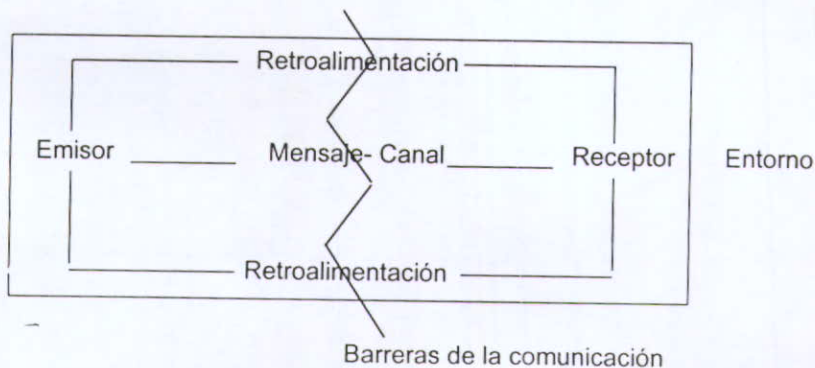 Retroalimentación
Emisor Mensaje- Canal Receptor Entorno
Retroalimentación
Barreras de la comunicación